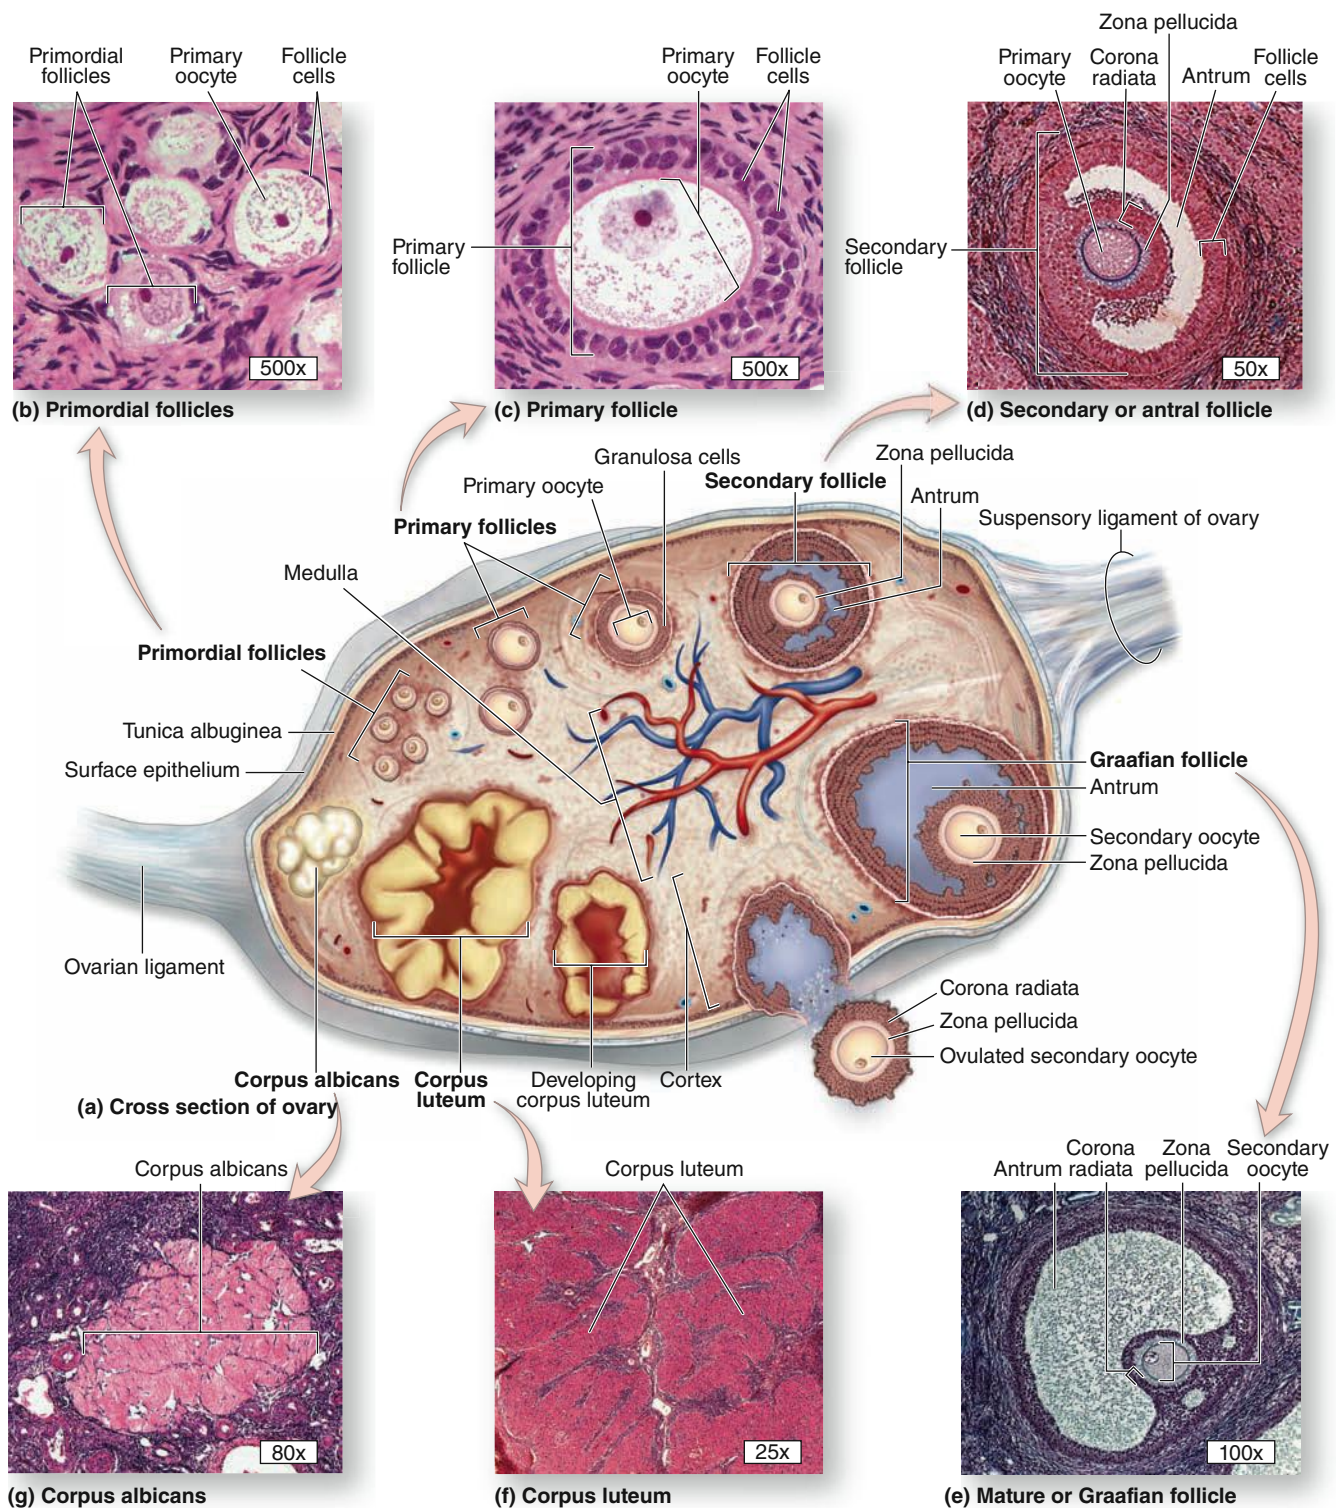 Zona pellucida
Primordial
follicles
Primary
oocyte
Follicle
cells
Primary
oocyte
Follicle
cells
Primary
oocyte
Corona
radiata
Antrum
Follicle
cells
Primary
follicle
Secondary
follicle
500x
500x
50x
(b) Primordial follicles
(c) Primary follicle
(d) Secondary or antral follicle
Granulosa cells
Zona pellucida
Primary oocyte
Secondary follicle
Antrum
Primary follicles
Suspensory ligament of ovary
Medulla
Primordial follicles
Tunica albuginea
Surface epithelium
Graafian follicle
Antrum
Secondary oocyte
Zona pellucida
Ovarian ligament
Corona radiata
Zona pellucida
Ovulated secondary oocyte
Corpus albicans
Corpus
luteum
Developing
corpus luteum
Cortex
(a) Cross section of ovary
Corpus albicans
Corpus luteum
Antrum
Corona
radiata
Zona
pellucida
Secondary
oocyte
80x
25x
100x
(g) Corpus albicans
(f) Corpus luteum
(e) Mature or Graafian follicle